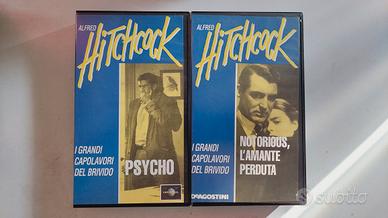 ALFRED
HITCHCOCK
I GRANDI
CAPOLAVORI
DEL BRIVIDO
PSYCHO
ALFRED
HITCHCOCK
I GRANDI
CAPOLAVORI
DEL BRIVIDO
NOTORIOUS,
L'AMANTE
PERDUTA
DeAGOSTINI
subito